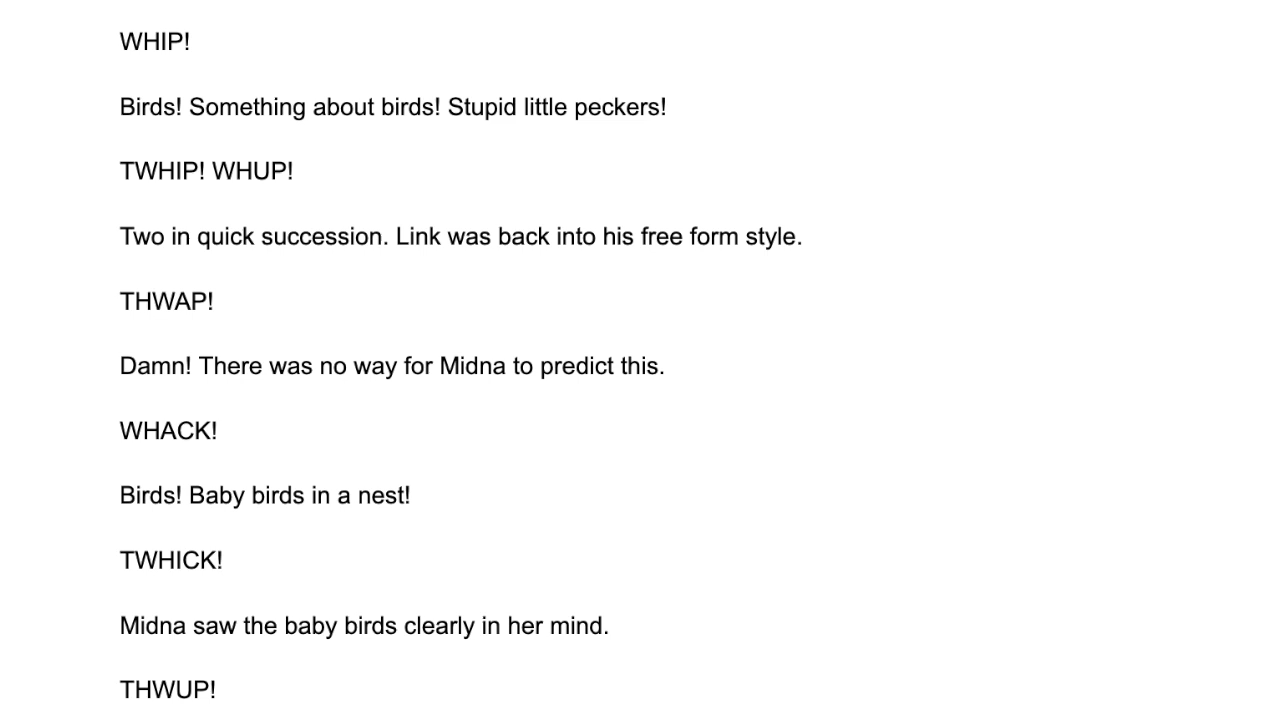 WHIP!
Birds! Something about birds! Stupid little peckers!
TWHIP! WHUP!
Two in quick succession. Link was back into his free form style.
THWAP!
Damn! There was no way for Midna to predict this.
WHACK!
Birds! Baby birds in a nest!
TWHICK!
Midna saw the baby birds clearly in her mind.
THWUP!